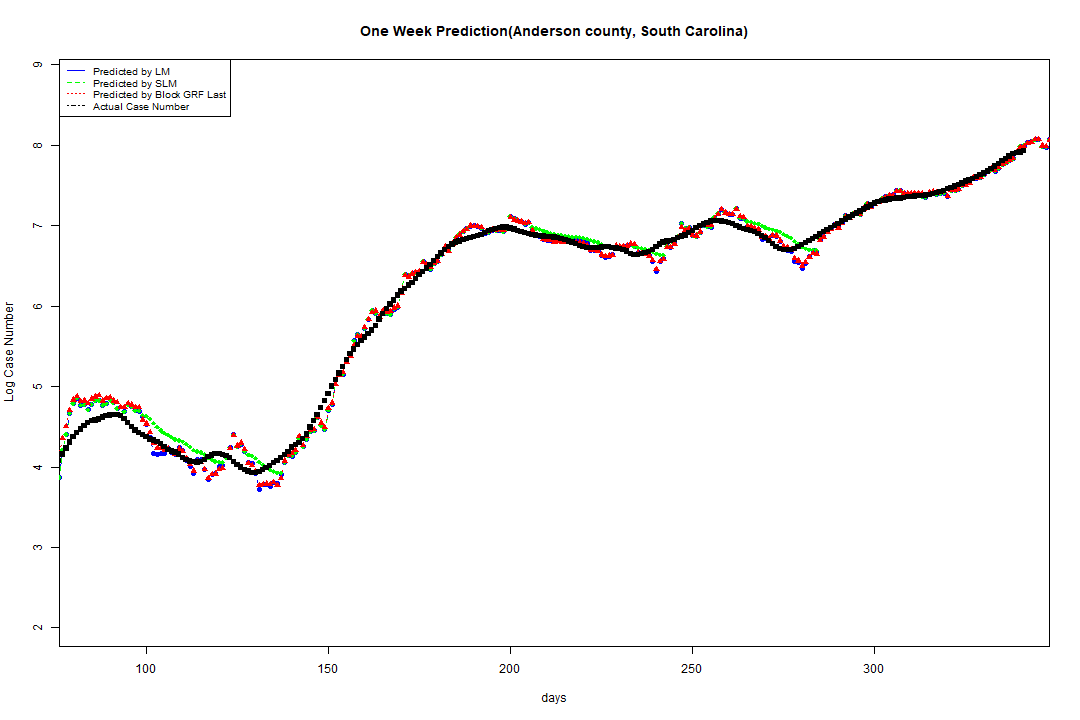 One Week Prediction(Anderson county, South Carolina)
Predicted by LM
Predicted by SLM
Predicted by Block GRF Last
Actual Case Number
9
8
7
6
5
4
3
2
Log Case Number
100 150 200 250 300
days